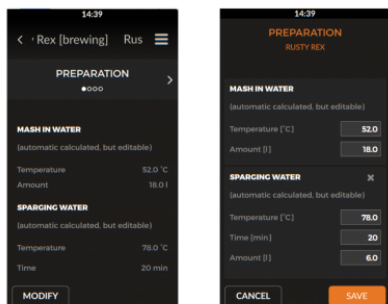 14:39
Rex [brewing] Rus
PREPARATION
MASH IN WATER
(automatic calculated, but editable)
Temperature 52.0 °C
Amount 18.0 l
SPARGING WATER
(automatic calculated, but editable)
Temperature 78.0 °C
Time 20 min
MODIFY
14:39
PREPARATION
RUSTY REX
MASH IN WATER
(automatic calculated, but editable)
Temperature [°C] 52.0
Amount [l] 18.0
SPARGING WATER
(automatic calculated, but editable)
Temperature [°C] 78.0
Time [min] 20
Amount [l] 6.0
CANCEL SAVE